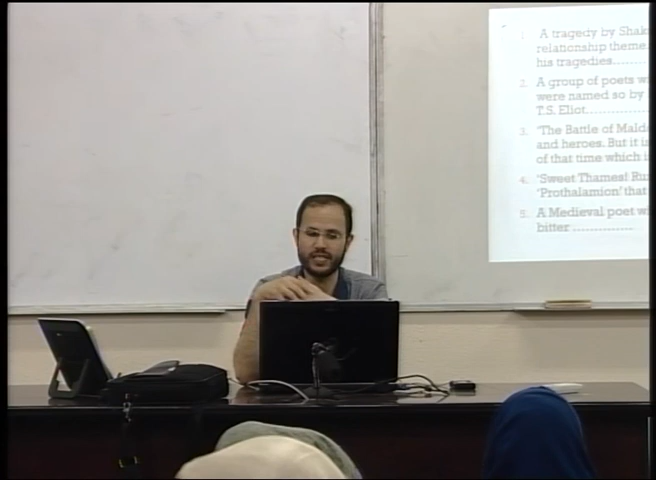 1. A tragedy by Shak
relationship theme.
his tragedies..........
2. A group of poets w
were named so by
T.S. Eliot...............
3. 'The Battle of Mald
and heroes. But it is
of that time which i
4. 'Sweet Thames! Ru
'Prothalamion' that
5. A Medieval poet w
bitter ..................